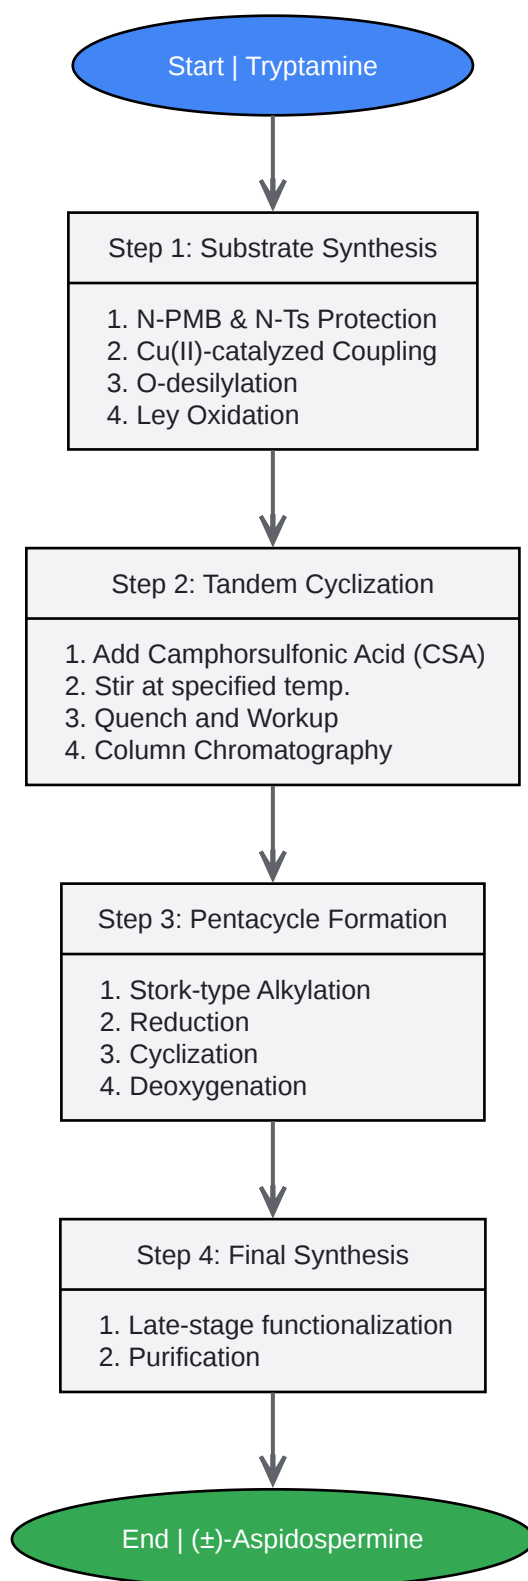 Start | Tryptamine
Step 1: Substrate Synthesis
1. N-PMB & N-Ts Protection
2. Cu(II)-catalyzed Coupling
3. O-desilylation
4. Ley Oxidation
Step 2: Tandem Cyclization
1. Add Camphorsulfonic Acid (CSA)
2. Stir at specified temp.
3. Quench and Workup
4. Column Chromatography
Step 3: Pentacycle Formation
1. Stork-type Alkylation
2. Reduction
3. Cyclization
4. Deoxygenation
Step 4: Final Synthesis
1. Late-stage functionalization
2. Purification
End | (±)-Aspidospermine